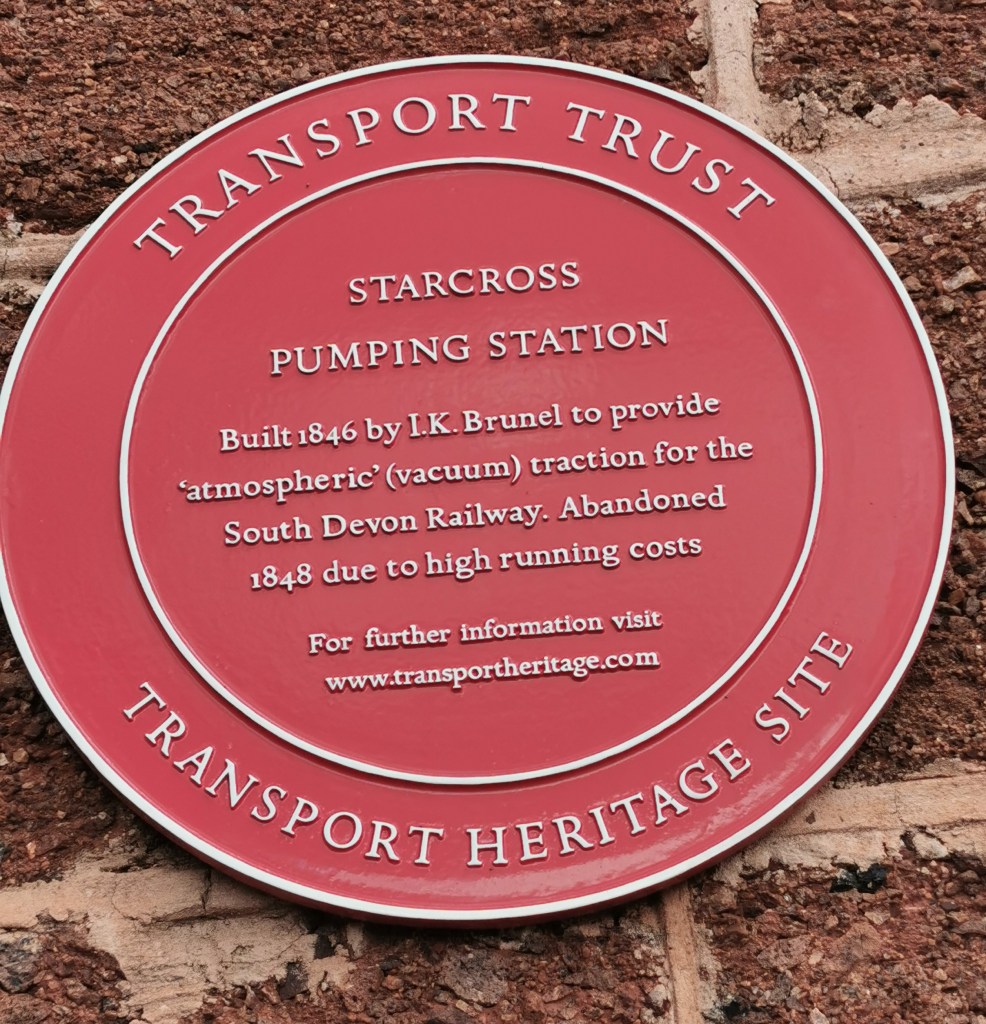 TRANSPORT TRUST
STARCROSS
PUMPING STATION
Built 1846 by I.K. Brunel to provide
‘atmospheric’ (vacuum) traction for the
South Devon Railway. Abandoned
1848 due to high running costs
For further information visit
www.transportheritage.com
TRANSPORT HERITAGE SITE